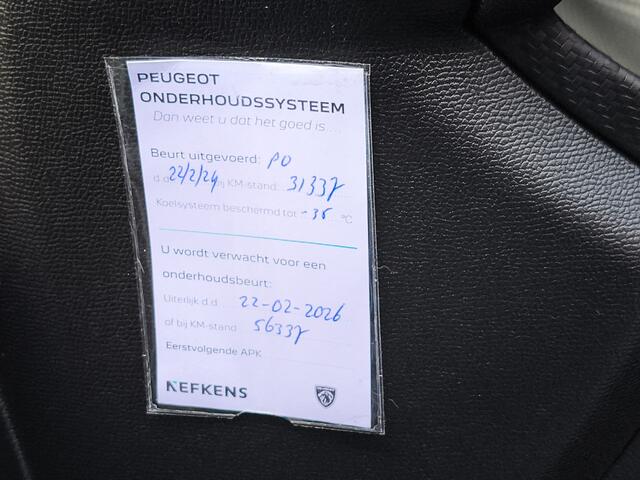 PEUGEOT
ONDERHOUDSSYSTEEM
Dan weet u dat het goed is...
Beurt uitgevoerd: PO
d.d. 22/2/24 bij KM-stand: 31337
Koelsysteem beschermd tot -35 °C
U wordt verwacht voor een
onderhoudsbeurt:
Uiterlijk d.d. 22-02-2026
of bij KM-stand 56337
Eerstvolgende APK
NEFKENS